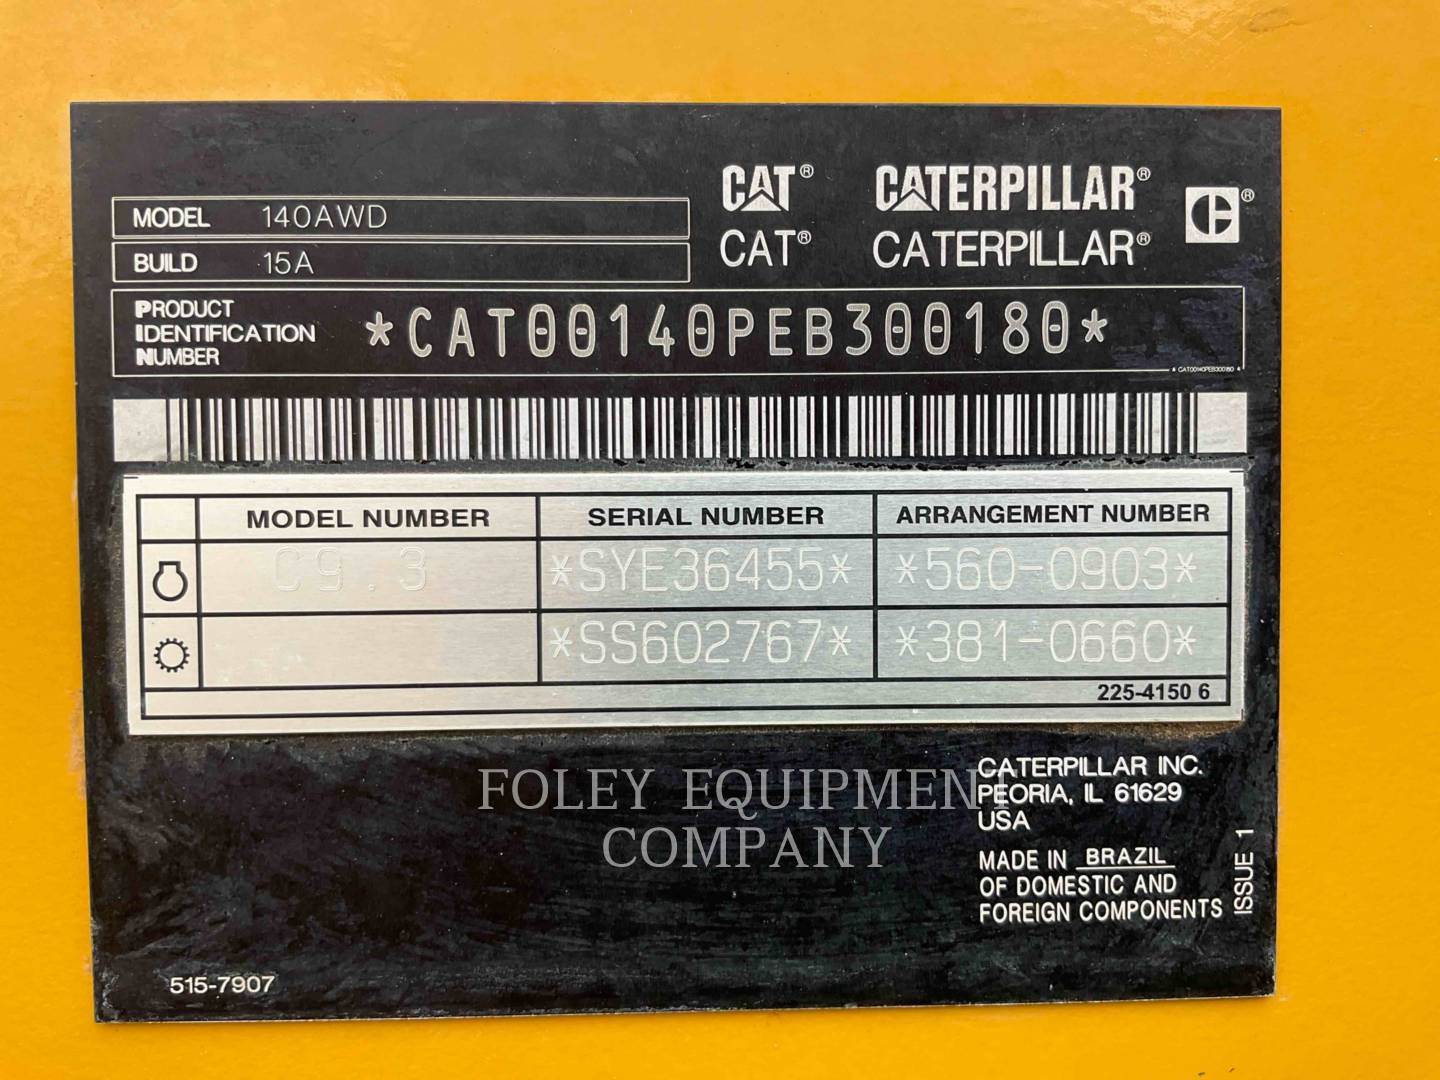 CAT® CATERPILLAR®
CAT® CATERPILLAR®
MODEL 140AWD
BUILD 15A
PRODUCT
IDENTIFICATION
NUMBER
*CAT00140PEB300180*
* CAT00140PEB300180 *
MODEL NUMBER SERIAL NUMBER ARRANGEMENT NUMBER
C9.3 *SYE36455* *560-0903*
*SS602767* *381-0660*
225-4150 6
FOLEY EQUIPMENT
COMPANY
CATERPILLAR INC.
PEORIA, IL 61629
USA
MADE IN BRAZIL
OF DOMESTIC AND
FOREIGN COMPONENTS
ISSUE 1
515-7907